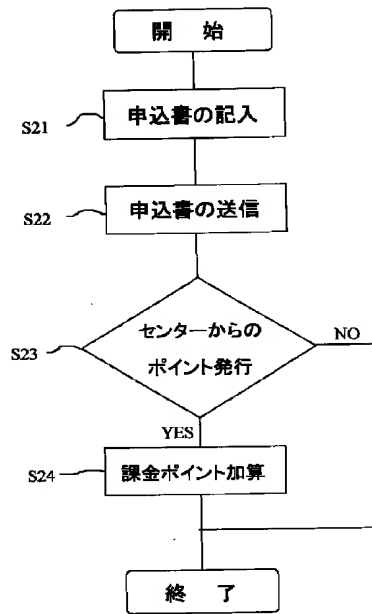 開 始
S21
申込書の記入
S22
申込書の送信
S23
センターからの
ポイント発行
NO
YES
S24
課金ポイント加算
終 了